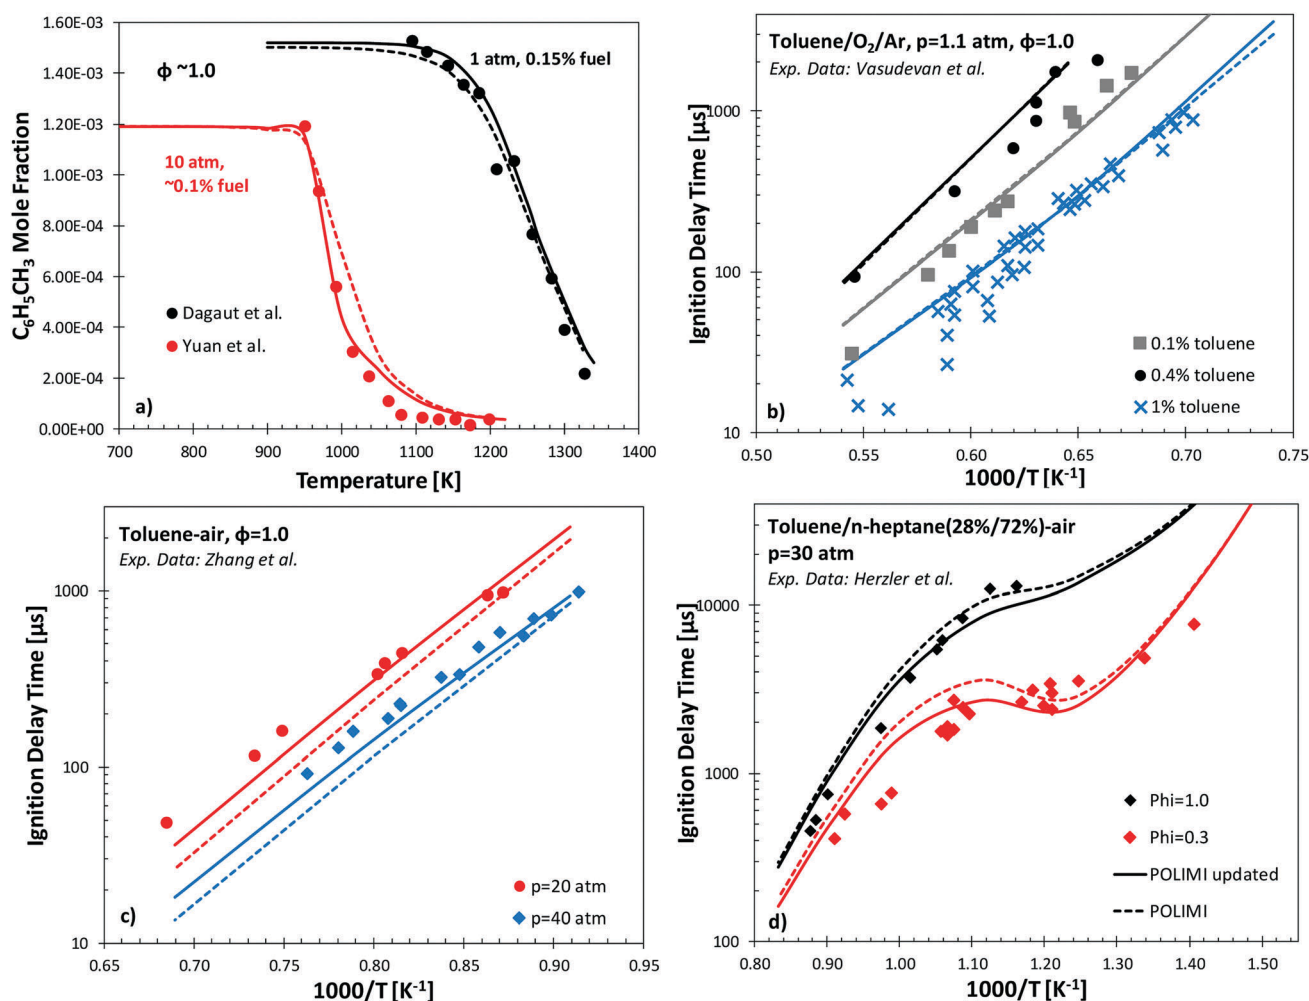 1.60E-03
1.40E-03
1.20E-03
1.00E-03
8.00E-04
6.00E-04
4.00E-04
2.00E-04
0.00E+00
C₆H₅CH₃ Mole Fraction
ϕ ~1.0
1 atm, 0.15% fuel
10 atm,
~0.1% fuel
Dagaut et al.
Yuan et al.
a)
700 800 900 1000 1100 1200 1300 1400
Temperature [K]
Toluene/O₂/Ar, p=1.1 atm, ϕ=1.0
Exp. Data: Vasudevan et al.
1000
100
10
Ignition Delay Time [µs]
0.1% toluene
0.4% toluene
1% toluene
b)
0.50 0.55 0.60 0.65 0.70 0.75
1000/T [K⁻¹]
Toluene-air, ϕ=1.0
Exp. Data: Zhang et al.
1000
100
10
Ignition Delay Time [µs]
p=20 atm
p=40 atm
c)
0.65 0.70 0.75 0.80 0.85 0.90 0.95
1000/T [K⁻¹]
Toluene/n-heptane(28%/72%)-air
p=30 atm
Exp. Data: Herzler et al.
10000
1000
100
Ignition Delay Time [µs]
Phi=1.0
Phi=0.3
POLIMI updated
POLIMI
d)
0.80 0.90 1.00 1.10 1.20 1.30 1.40 1.50
1000/T [K⁻¹]